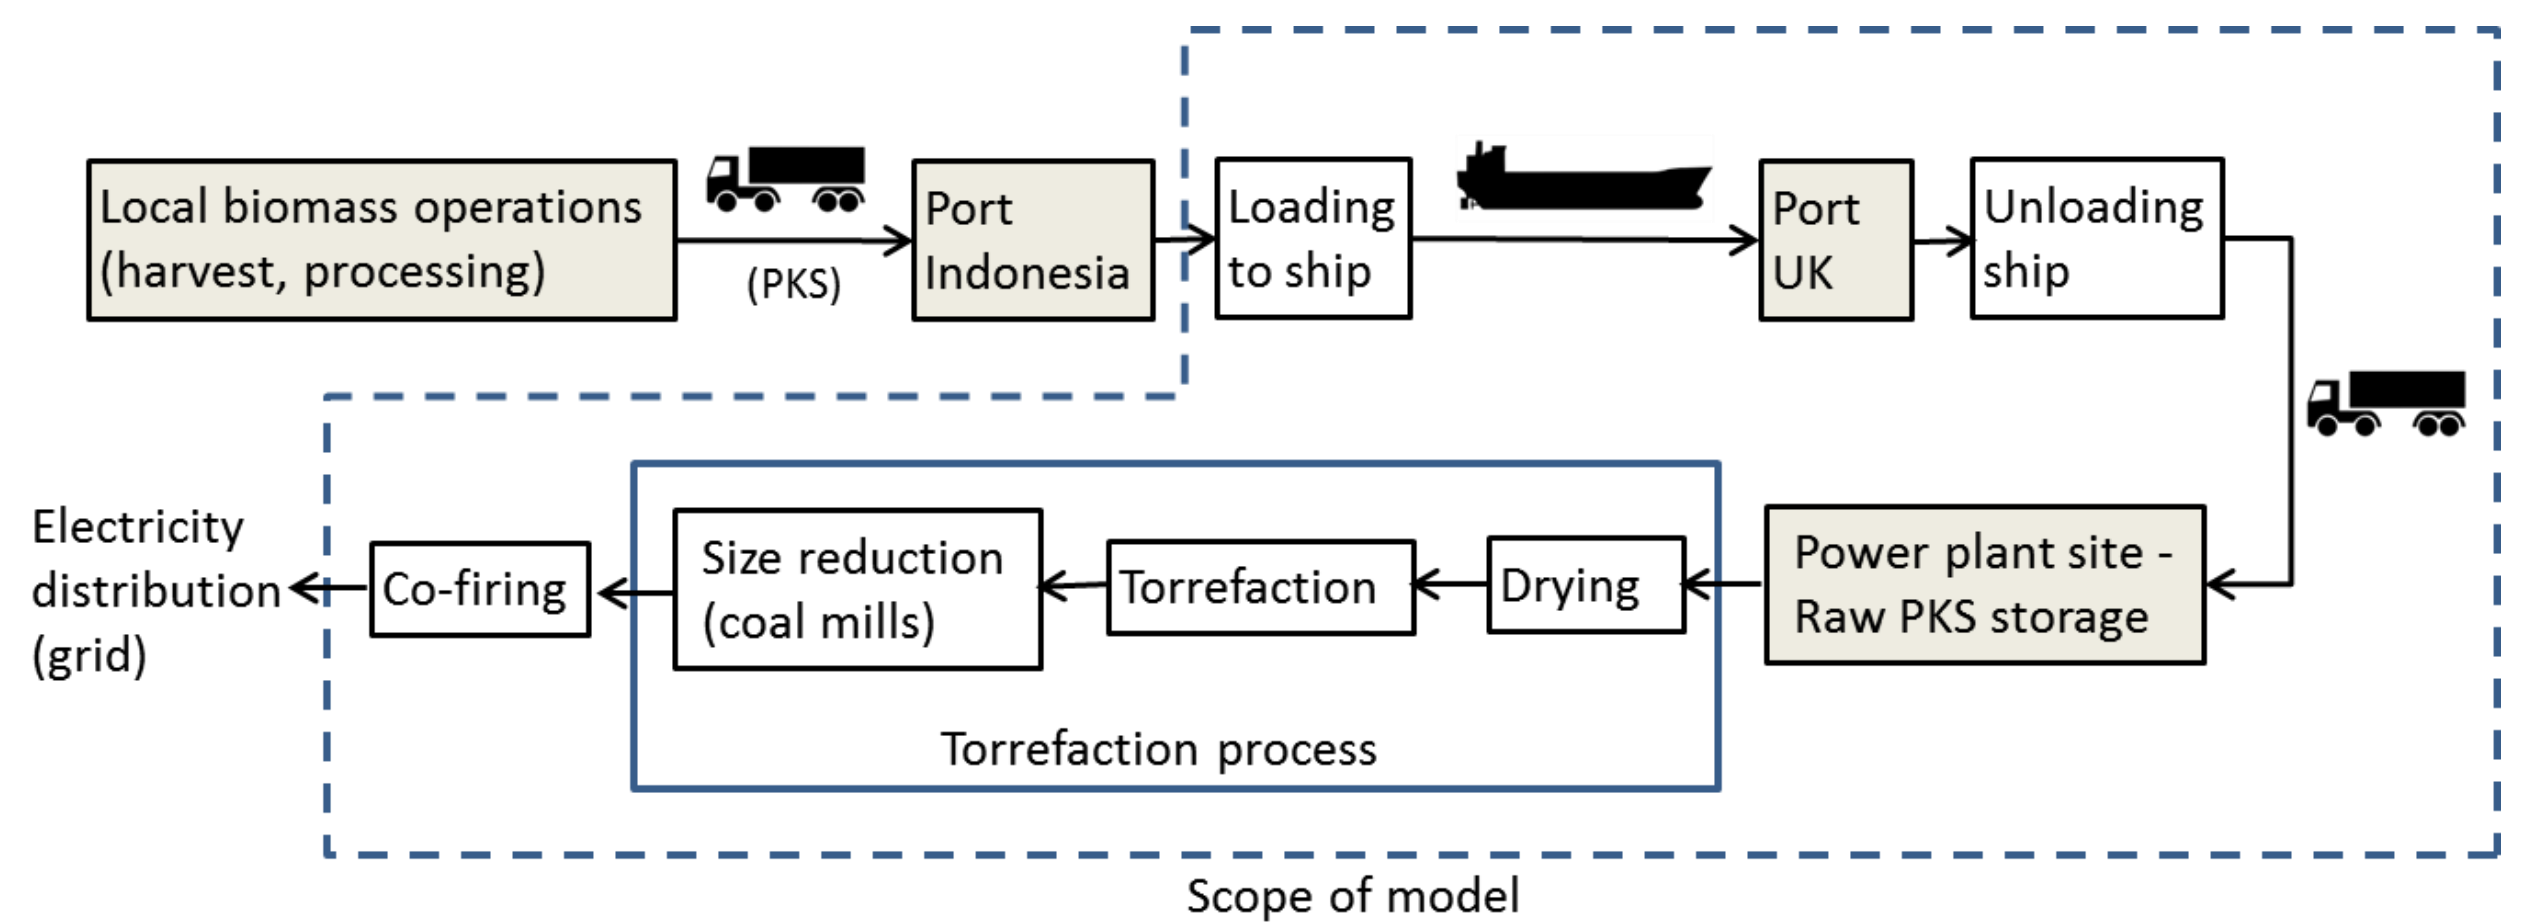 Local biomass operations
(harvest, processing)
(PKS)
Port
Indonesia
Loading
to ship
Port
UK
Unloading
ship
Power plant site -
Raw PKS storage
Drying
Torrefaction
Size reduction
(coal mills)
Torrefaction process
Co-firing
Electricity
distribution
(grid)
Scope of model